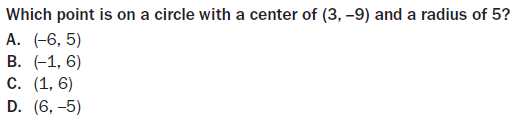 Which point is on a circle with a center of (3, –9) and a radius of 5?
A. (–6, 5)
B. (–1, 6)
C. (1, 6)
D. (6, –5)